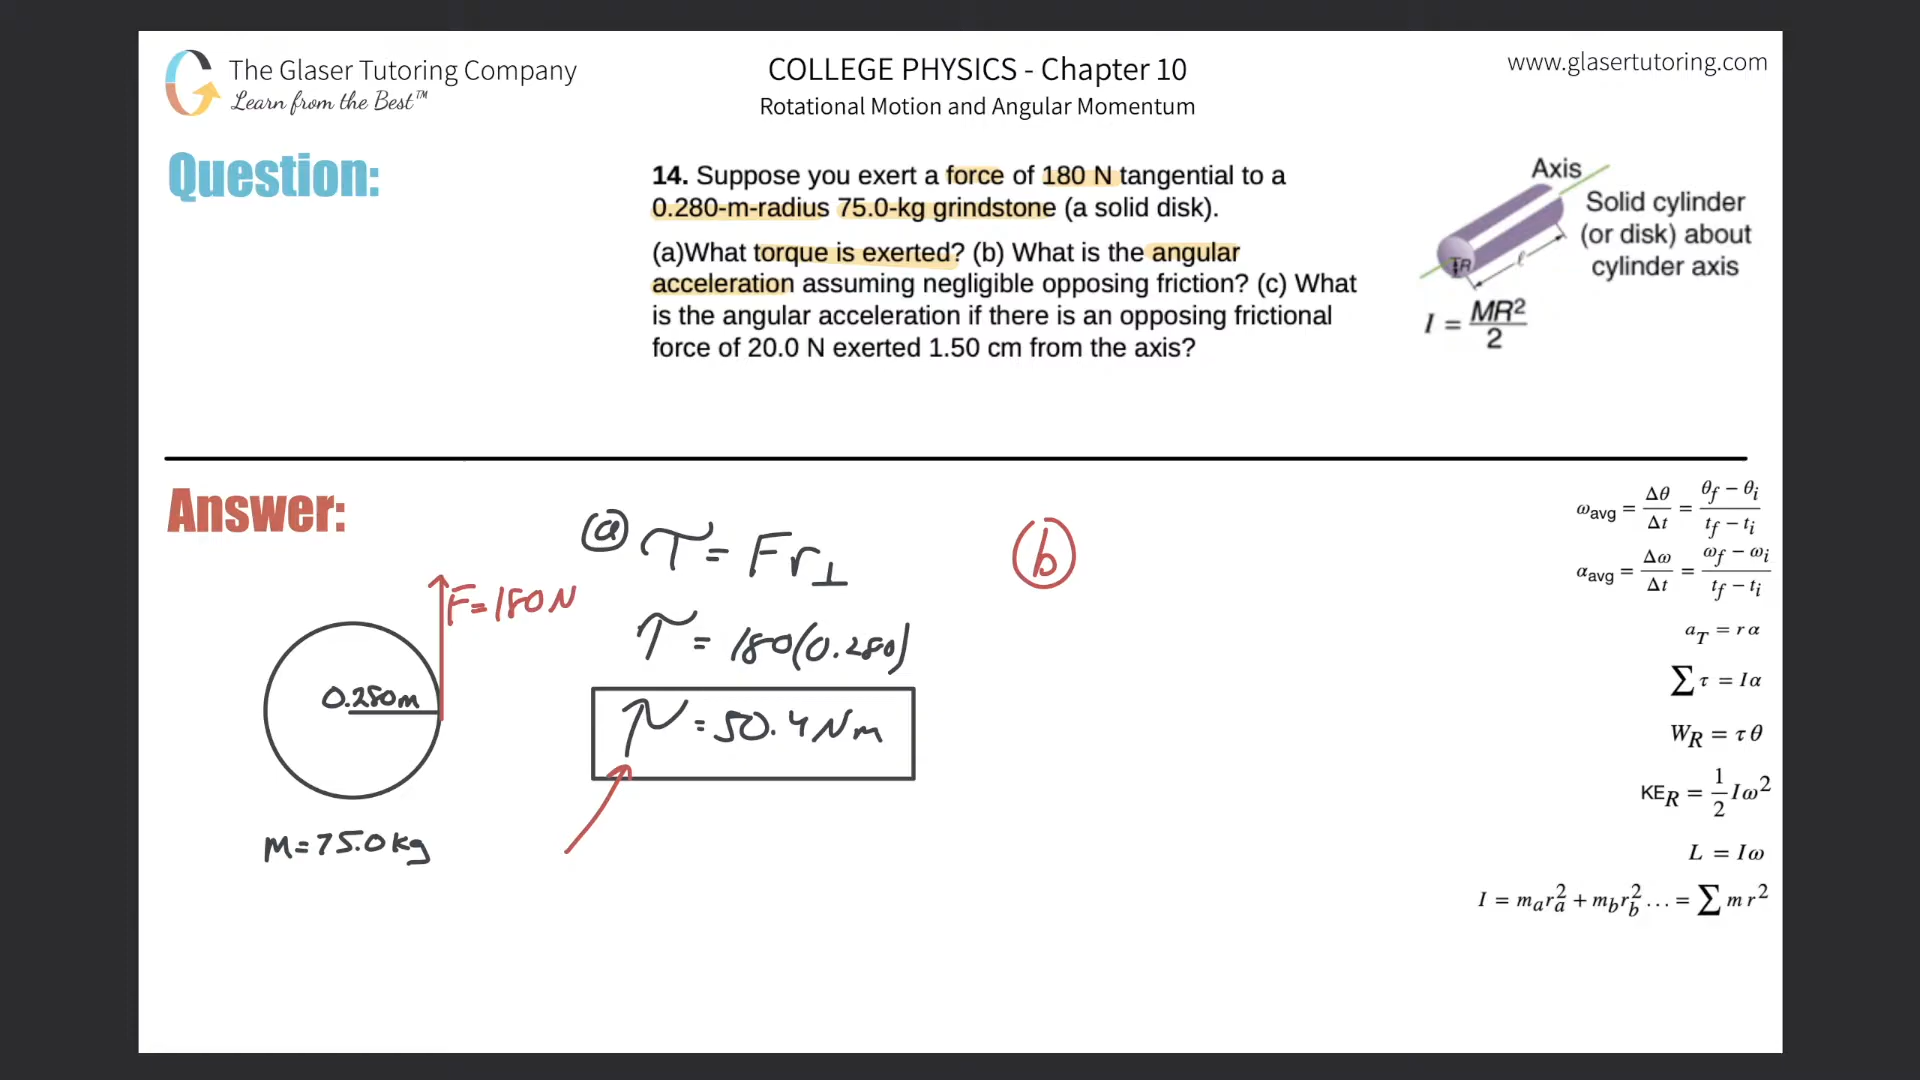 The Glaser Tutoring Company
Learn from the Best™
COLLEGE PHYSICS - Chapter 10
Rotational Motion and Angular Momentum
www.glasertutoring.com
Question:
14. Suppose you exert a force of 180 N tangential to a
0.280-m-radius 75.0-kg grindstone (a solid disk).
(a)What torque is exerted? (b) What is the angular
acceleration assuming negligible opposing friction? (c) What
is the angular acceleration if there is an opposing frictional
force of 20.0 N exerted 1.50 cm from the axis?
Axis
Solid cylinder
(or disk) about
cylinder axis
R
ℓ
I = MR²/2
Answer:
F=180N
0.280m
M=75.0kg
(a) τ = Fr⊥
τ = 180(0.280)
τ = 50.4 Nm
(b)
ω_avg = Δθ/Δt = (θ_f − θ_i)/(t_f − t_i)
α_avg = Δω/Δt = (ω_f − ω_i)/(t_f − t_i)
a_T = rα
∑τ = Iα
W_R = τθ
KE_R = 1/2 Iω²
L = Iω
I = m_a r_a² + m_b r_b² ... = ∑mr²